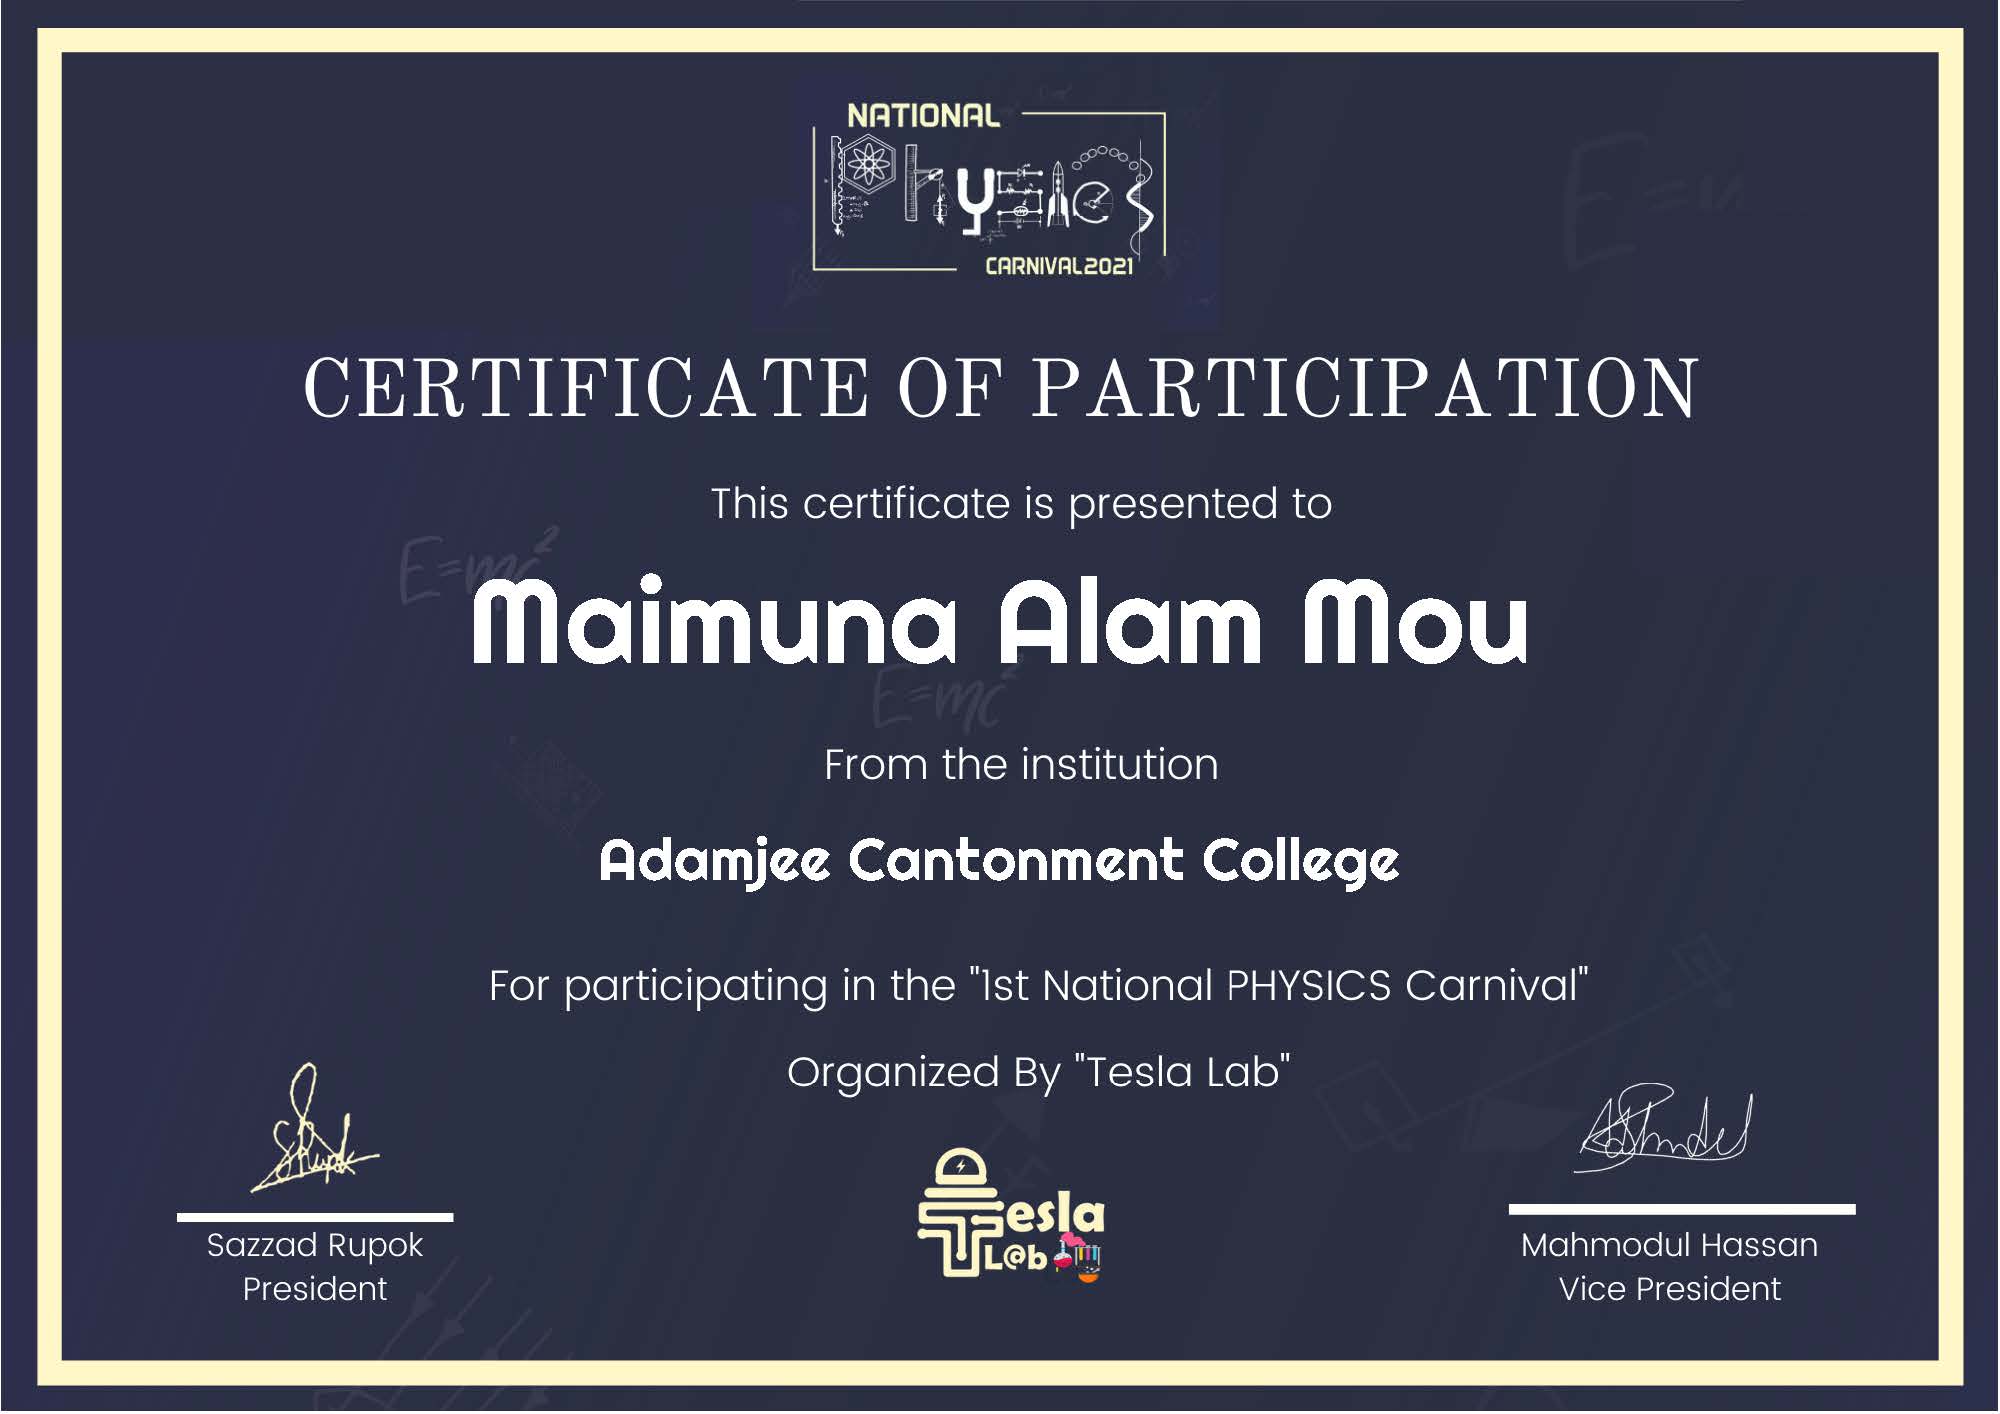 NATIONAL
Physics
CARNIVAL2021
CERTIFICATE OF PARTICIPATION
This certificate is presented to
E=mc²
Maimuna Alam Mou
E=mc²
From the institution
Adamjee Cantonment College
For participating in the "1st National PHYSICS Carnival"
Organized By "Tesla Lab"
Tesla
L@b
Sazzad Rupok
President
Mahmodul Hassan
Vice President